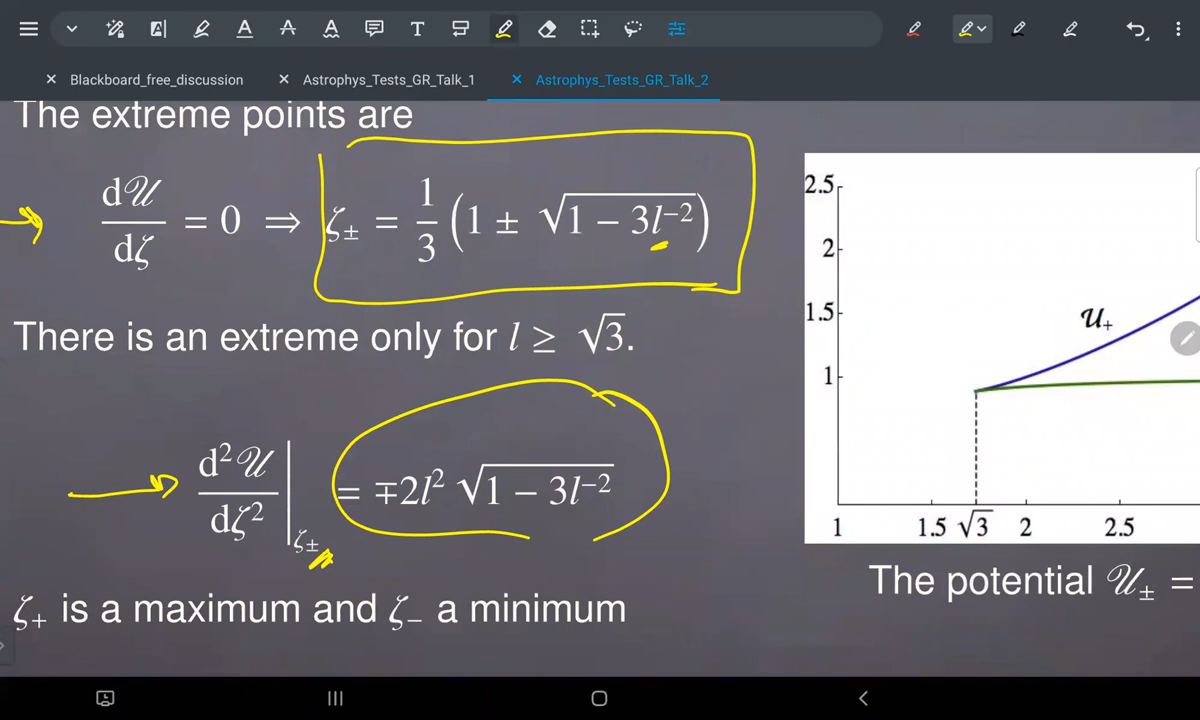 Blackboard_free_discussion
Astrophys_Tests_GR_Talk_1
Astrophys_Tests_GR_Talk_2
The extreme points are
d𝒰/dζ = 0 ⇒ ζ± = 1/3 (1 ± √(1 − 3l⁻²))
There is an extreme only for l ≥ √3.
d²𝒰/dζ² |ζ± = ∓2l² √(1 − 3l⁻²)
ζ₊ is a maximum and ζ₋ a minimum
2.5
2
1.5
1
𝒰₊
1 1.5 √3 2 2.5
The potential 𝒰± =